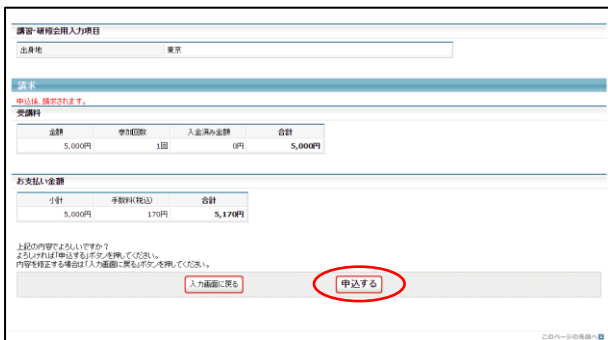 講習・研修会用入力項目
出身地 東京
請求
申込後、請求されます。
受講料
金額 参加回数 入金済み金額 合計
5,000円 1回 0円 5,000円
お支払い金額
小計 手数料(税込) 合計
5,000円 170円 5,170円
上記の内容でよろしいですか？
よろしければ「申込する」ボタンを押してください。
内容を修正する場合は「入力画面に戻る」ボタンを押してください。
入力画面に戻る 申込する
このページの先頭へ